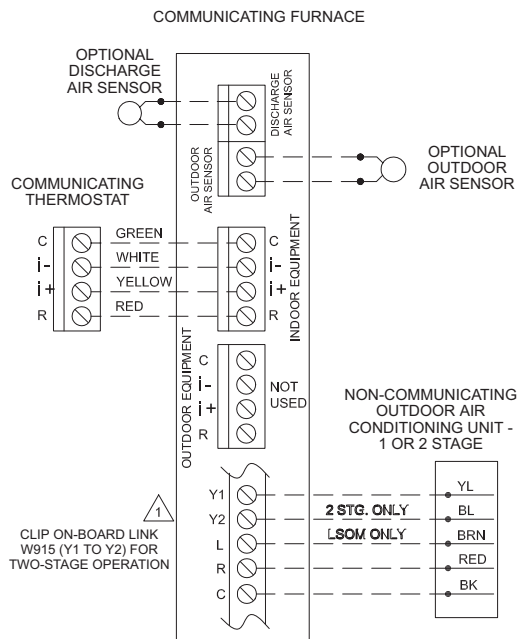 COMMUNICATING FURNACE
OPTIONAL
DISCHARGE
AIR SENSOR
DISCHARGE
AIR SENSOR
OUTDOOR
AIR SENSOR
OPTIONAL
OUTDOOR
AIR SENSOR
COMMUNICATING
THERMOSTAT
C
i-
i+
R
GREEN
WHITE
YELLOW
RED
C
i-
i+
R
INDOOR EQUIPMENT
OUTDOOR EQUIPMENT
C
i-
i+
R
NOT
USED
NON-COMMUNICATING
OUTDOOR AIR
CONDITIONING UNIT -
1 OR 2 STAGE
1
CLIP ON-BOARD LINK
W915 (Y1 TO Y2) FOR
TWO-STAGE OPERATION
Y1
Y2
L
R
C
2 STG. ONLY
LSOM ONLY
YL
BL
BRN
RED
BK